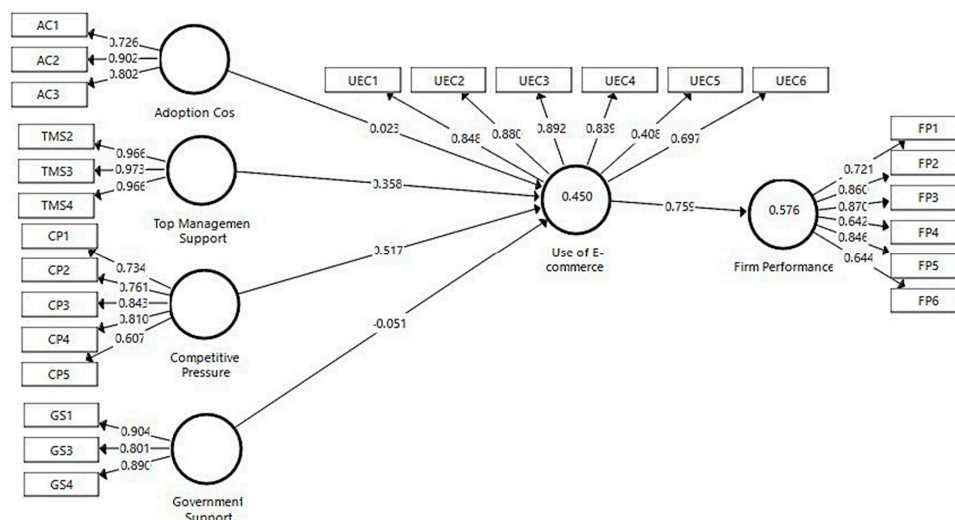 AC1
0.726
AC2
0.902
AC3
0.802
Adoption Cos
TMS2
0.966
TMS3
0.973
TMS4
0.966
Top Managemen
Support
CP1
0.734
CP2
0.761
CP3
0.843
CP4
0.810
CP5
0.607
Competitive
Pressure
GS1
0.904
GS3
0.801
GS4
0.890
Government
Support
0.023
0.358
0.517
-0.051
UEC1
UEC2
UEC3
UEC4
UEC5
UEC6
0.848
0.880
0.892
0.839
0.408
0.697
0.450
Use of E-
commerce
0.759
0.576
Firm Performance
FP1
0.721
FP2
0.860
FP3
0.870
FP4
0.642
FP5
0.846
FP6
0.644